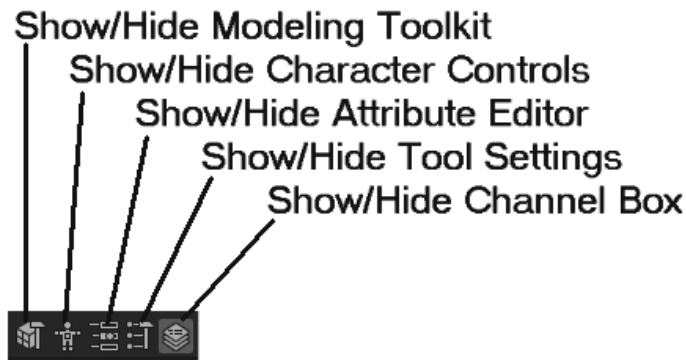 Show/Hide Modeling Toolkit
Show/Hide Character Controls
Show/Hide Attribute Editor
Show/Hide Tool Settings
Show/Hide Channel Box